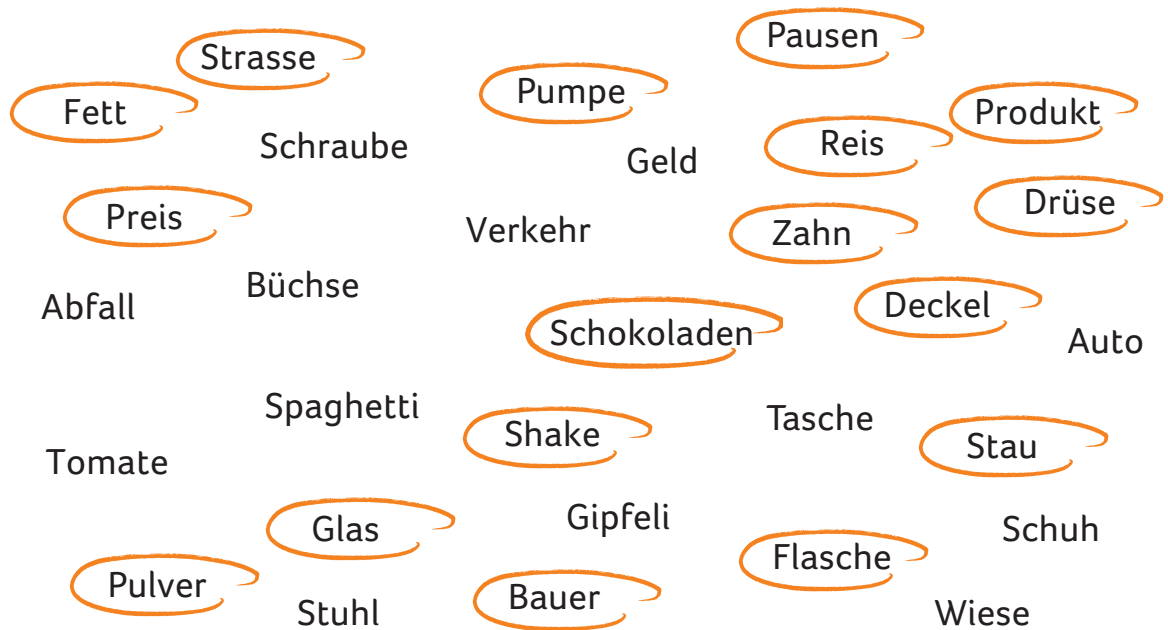 Pausen
Strasse
Pumpe
Fett
Produkt
Schraube
Reis
Geld
Drüse
Preis
Verkehr
Zahn
Büchse
Abfall
Deckel
Schokoladen
Auto
Spaghetti
Tasche
Shake
Stau
Tomate
Gipfeli
Glas
Schuh
Flasche
Pulver
Bauer
Stuhl
Wiese